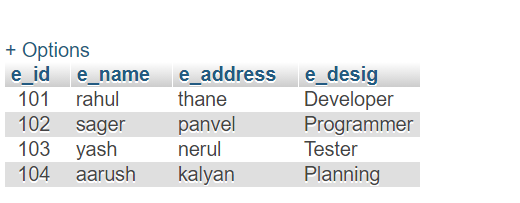 + Options
e_id e_name e_address e_desig
101 rahul thane Developer
102 sager panvel Programmer
103 yash nerul Tester
104 aarush kalyan Planning